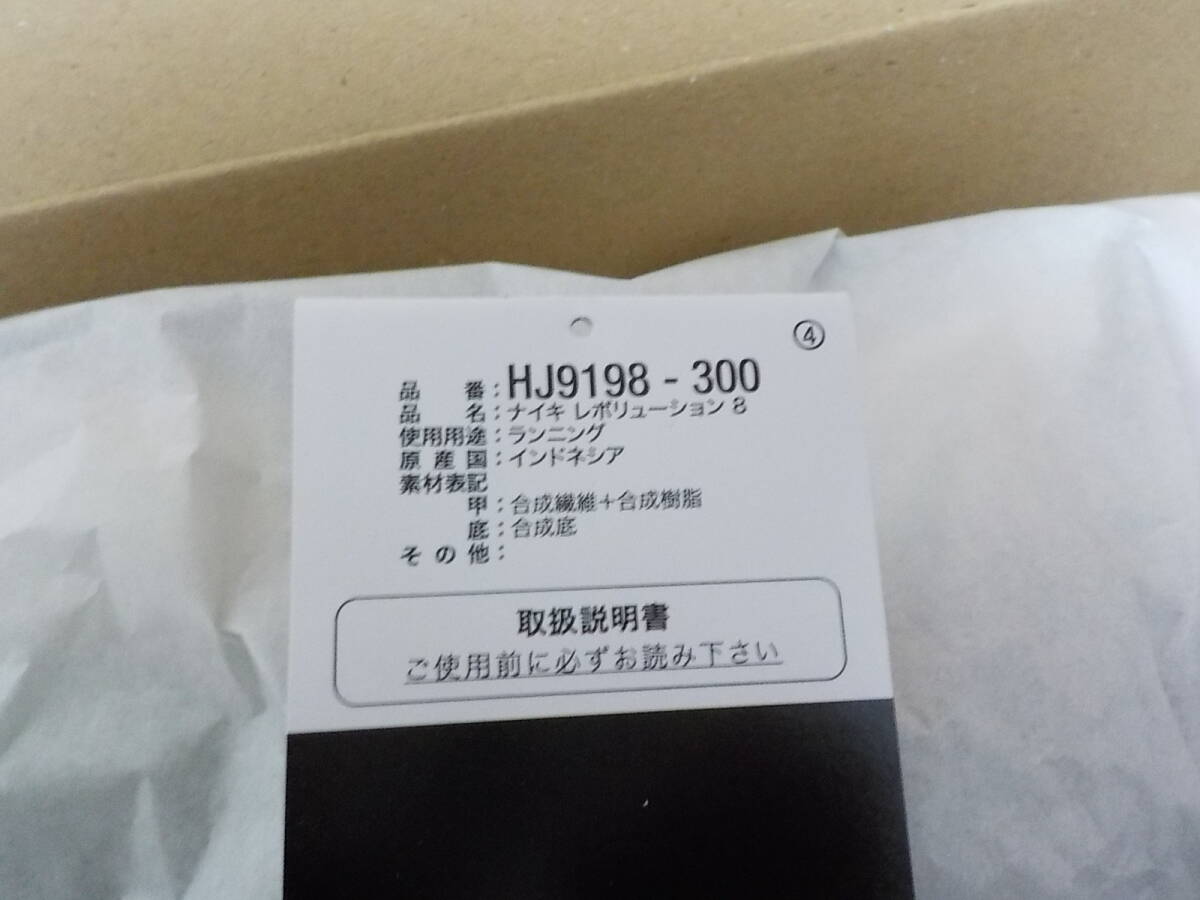 ④
品番：HJ9198 - 300
品名：ナイキ レボリューション 8
使用用途：ランニング
原産国：インドネシア
素材表記
甲：合成繊維＋合成樹脂
底：合成底
その他：
取扱説明書
ご使用前に必ずお読み下さい